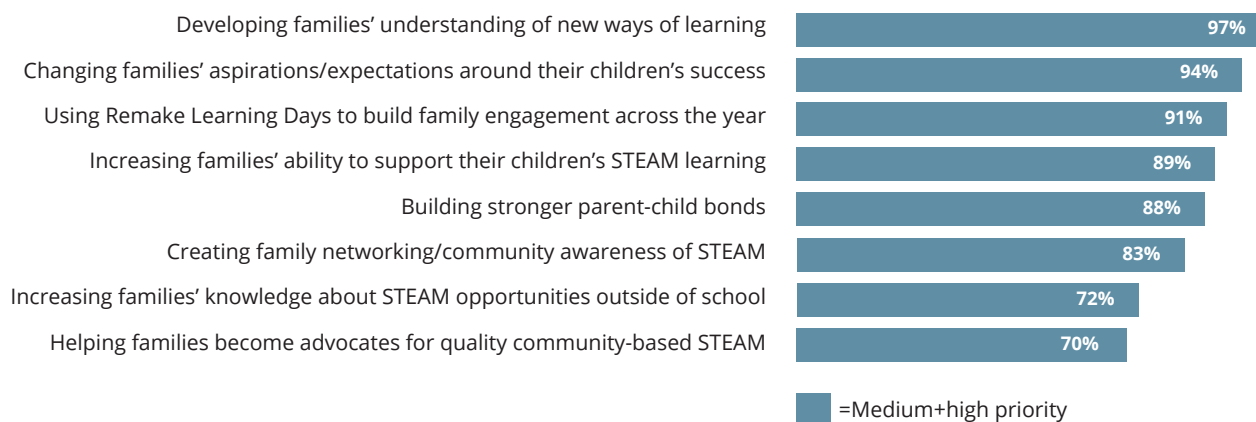 Developing families’ understanding of new ways of learning 97%
Changing families’ aspirations/expectations around their children’s success 94%
Using Remake Learning Days to build family engagement across the year 91%
Increasing families’ ability to support their children’s STEAM learning 89%
Building stronger parent-child bonds 88%
Creating family networking/community awareness of STEAM 83%
Increasing families’ knowledge about STEAM opportunities outside of school 72%
Helping families become advocates for quality community-based STEAM 70%
=Medium+high priority